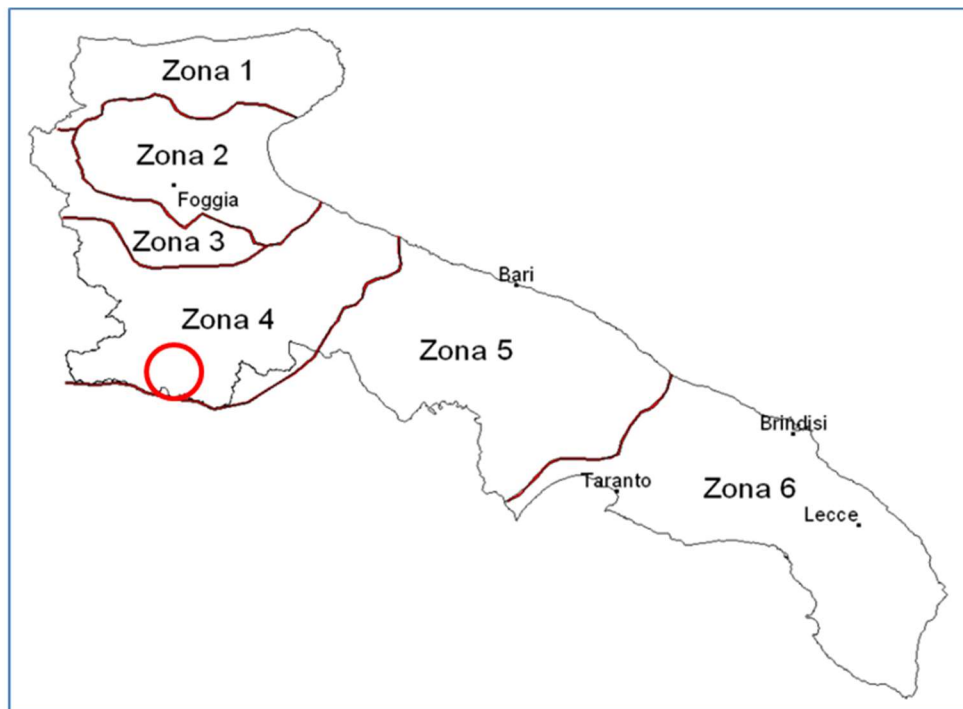 Zona 1
Zona 2
Foggia
Zona 3
Bari
Zona 4
Zona 5
Brindisi
Taranto
Zona 6
Lecce